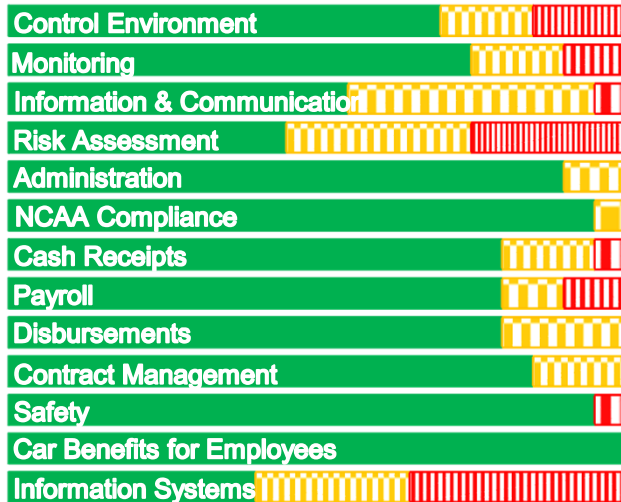 Control Environment
Monitoring
Information & Communication
Risk Assessment
Administration
NCAA Compliance
Cash Receipts
Payroll
Disbursements
Contract Management
Safety
Car Benefits for Employees
Information Systems